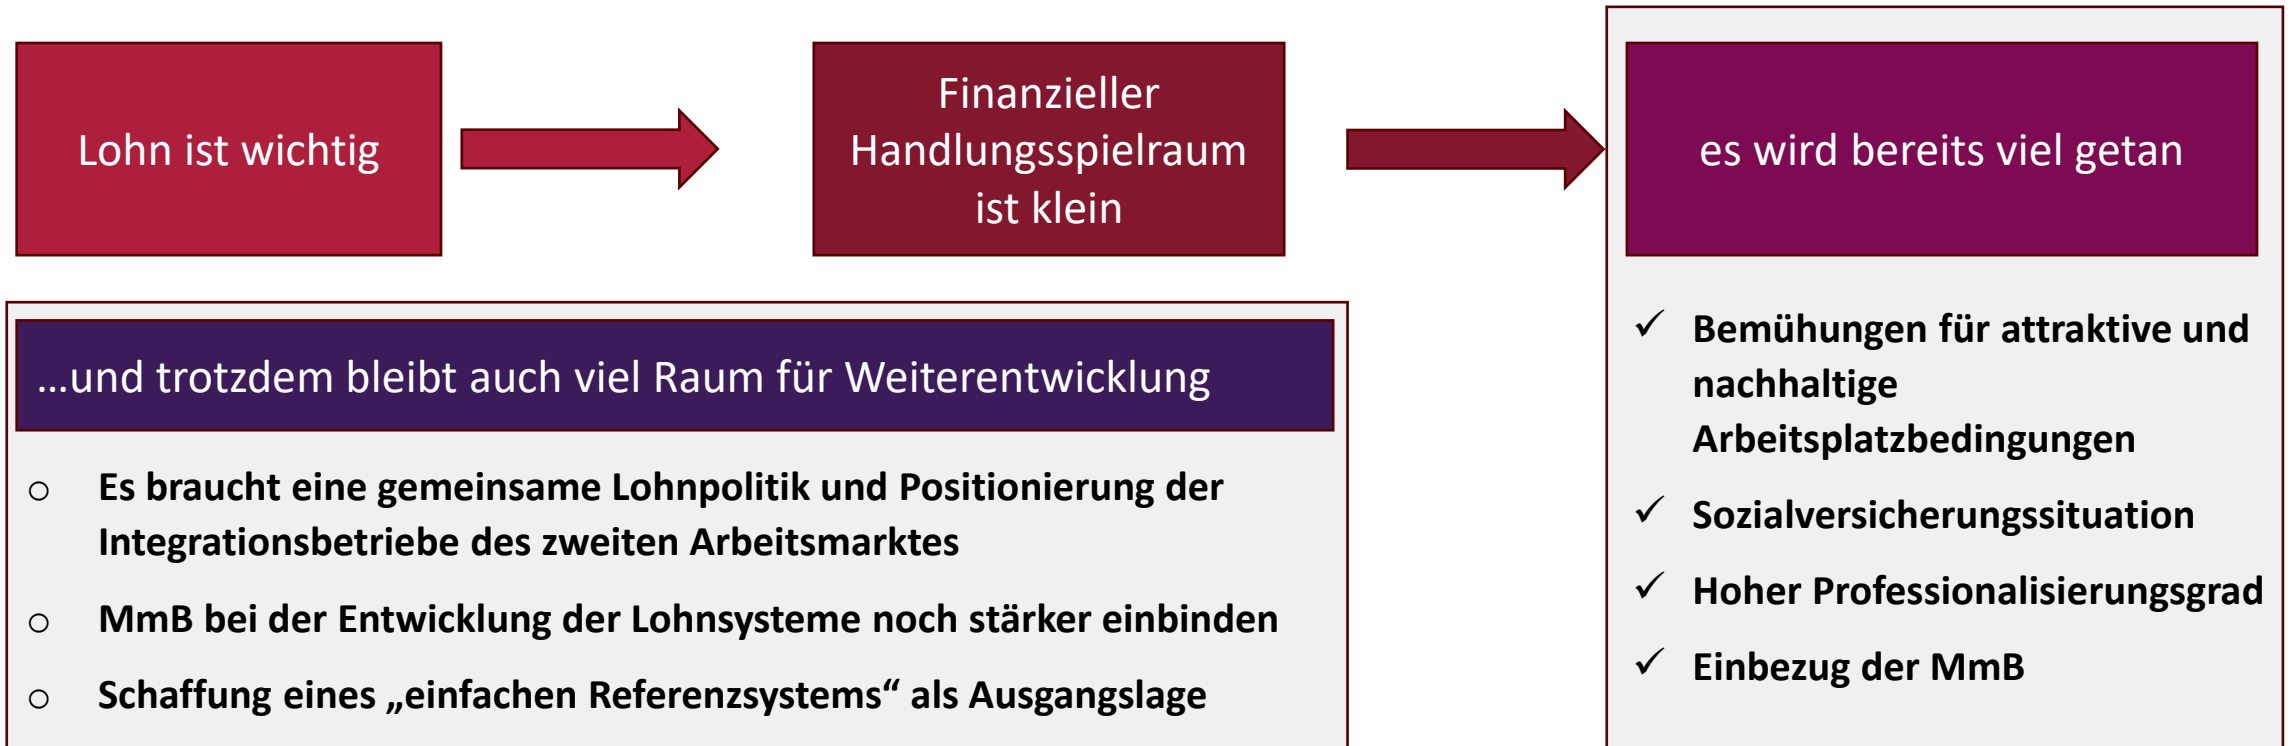 Lohn ist wichtig
Finanzieller
Handlungsspielraum
ist klein
es wird bereits viel getan
✓ Bemühungen für attraktive und
nachhaltige
Arbeitsplatzbedingungen
✓ Sozialversicherungssituation
✓ Hoher Professionalisierungsgrad
✓ Einbezug der MmB
...und trotzdem bleibt auch viel Raum für Weiterentwicklung
o Es braucht eine gemeinsame Lohnpolitik und Positionierung der
Integrationsbetriebe des zweiten Arbeitsmarktes
o MmB bei der Entwicklung der Lohnsysteme noch stärker einbinden
o Schaffung eines „einfachen Referenzsystems“ als Ausgangslage